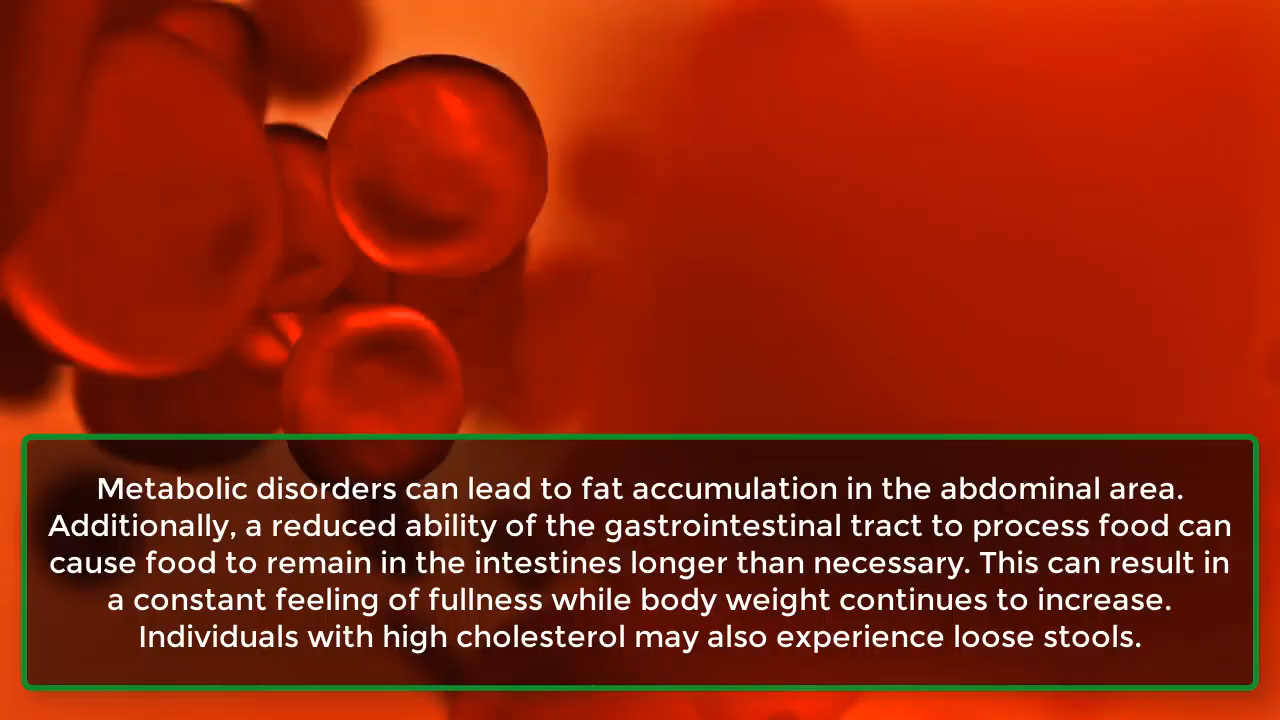 Metabolic disorders can lead to fat accumulation in the abdominal area.
Additionally, a reduced ability of the gastrointestinal tract to process food can
cause food to remain in the intestines longer than necessary. This can result in
a constant feeling of fullness while body weight continues to increase.
Individuals with high cholesterol may also experience loose stools.